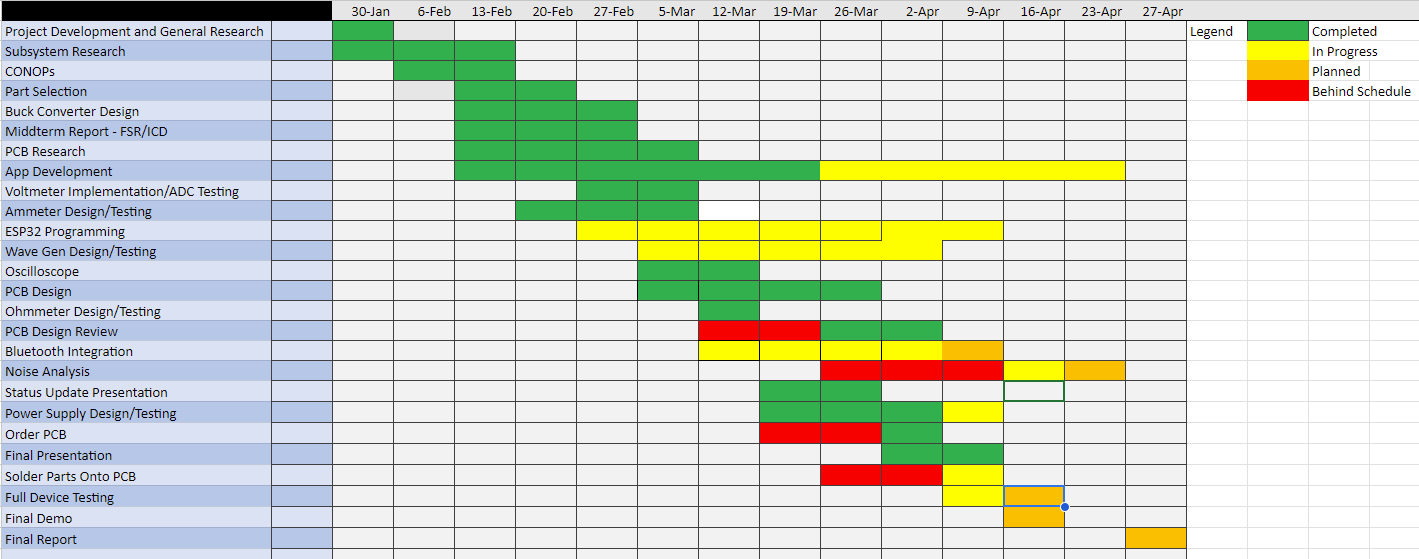 30-Jan 6-Feb 13-Feb 20-Feb 27-Feb 5-Mar 12-Mar 19-Mar 26-Mar 2-Apr 9-Apr 16-Apr 23-Apr 27-Apr
Project Development and General Research Legend Completed
Subsystem Research In Progress
CONOPs Planned
Part Selection Behind Schedule
Buck Converter Design
Middterm Report - FSR/ICD
PCB Research
App Development
Voltmeter Implementation/ADC Testing
Ammeter Design/Testing
ESP32 Programming
Wave Gen Design/Testing
Oscilloscope
PCB Design
Ohmmeter Design/Testing
PCB Design Review
Bluetooth Integration
Noise Analysis
Status Update Presentation
Power Supply Design/Testing
Order PCB
Final Presentation
Solder Parts Onto PCB
Full Device Testing
Final Demo
Final Report